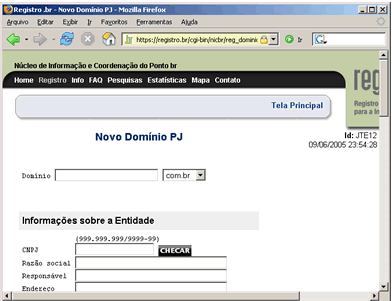 Registro .br - Novo Domínio PJ - Mozilla Firefox
Arquivo Editar Exibir Ir Favoritos Ferramentas Ajuda
https://registro.br/cgi-bin/nicbr/reg_domini Ir
Núcleo de Informação e Coordenação do Ponto br
Home Registro Info FAQ Pesquisas Estatísticas Mapa Contato
reg
Registro
para a I
Tela Principal
Id: JTE12
09/06/2005 23:54:28
Novo Domínio PJ
Domínio com.br
Informações sobre a Entidade
(999.999.999/9999-99)
CNPJ CHECAR
Razão social
Responsável
Endereço